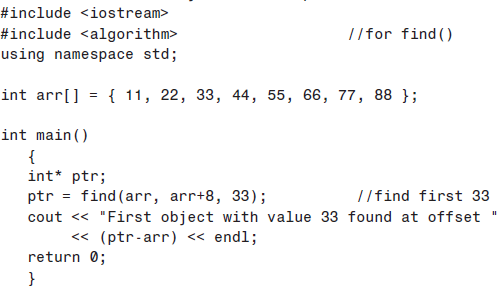 #include <iostream>
#include <algorithm> //for find()
using namespace std;
int arr[] = { 11, 22, 33, 44, 55, 66, 77, 88 };
int main()
{
int* ptr;
ptr = find(arr, arr+8, 33); //find first 33
cout << "First object with value 33 found at offset "
<< (ptr-arr) << endl;
return 0;
}